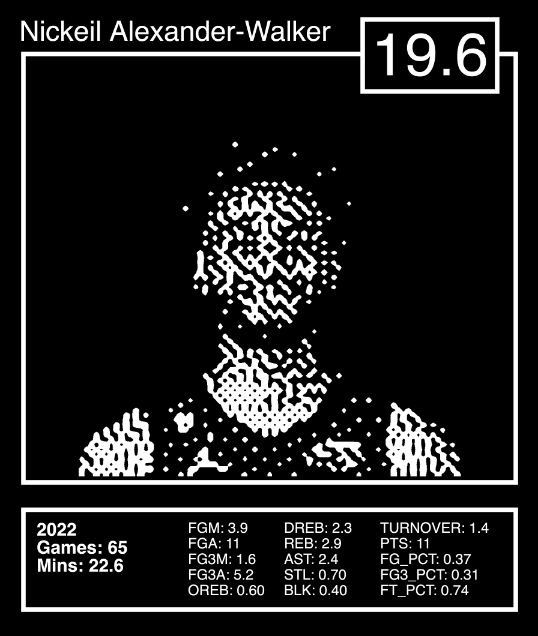 Nickeil Alexander-Walker
19.6
2022
Games: 65
Mins: 22.6
FGM: 3.9
FGA: 11
FG3M: 1.6
FG3A: 5.2
OREB: 0.60
DREB: 2.3
REB: 2.9
AST: 2.4
STL: 0.70
BLK: 0.40
TURNOVER: 1.4
PTS: 11
FG_PCT: 0.37
FG3_PCT: 0.31
FT_PCT: 0.74